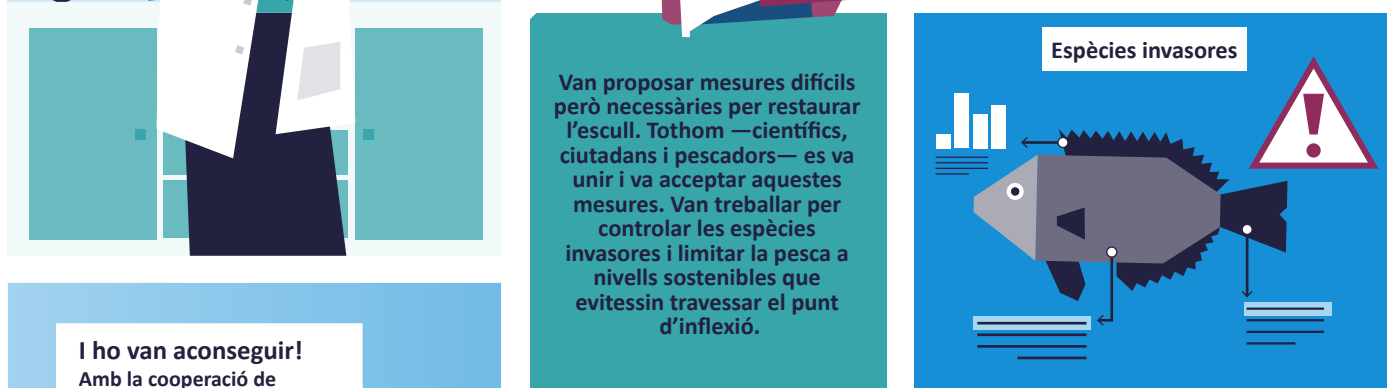 Van proposar mesures difícils
però necessàries per restaurar
l’escull. Tothom —científics,
ciutadans i pescadors— es va
unir i va acceptar aquestes
mesures. Van treballar per
controlar les espècies
invasores i limitar la pesca a
nivells sostenibles que
evitessin travessar el punt
d’inflexió.
Espècies invasores
I ho van aconseguir!
Amb la cooperació de